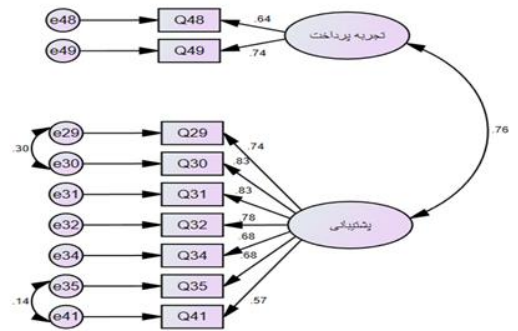 e48 Q48 .64 تجربه پرداخت
e49 Q49 .74
.76
e29 Q29 .74
.30
e30 Q30 .83
e31 Q31 .83
e32 Q32 .78 پشتیبانی
e34 Q34 .68
e35 Q35 .68
.14
e41 Q41 .57